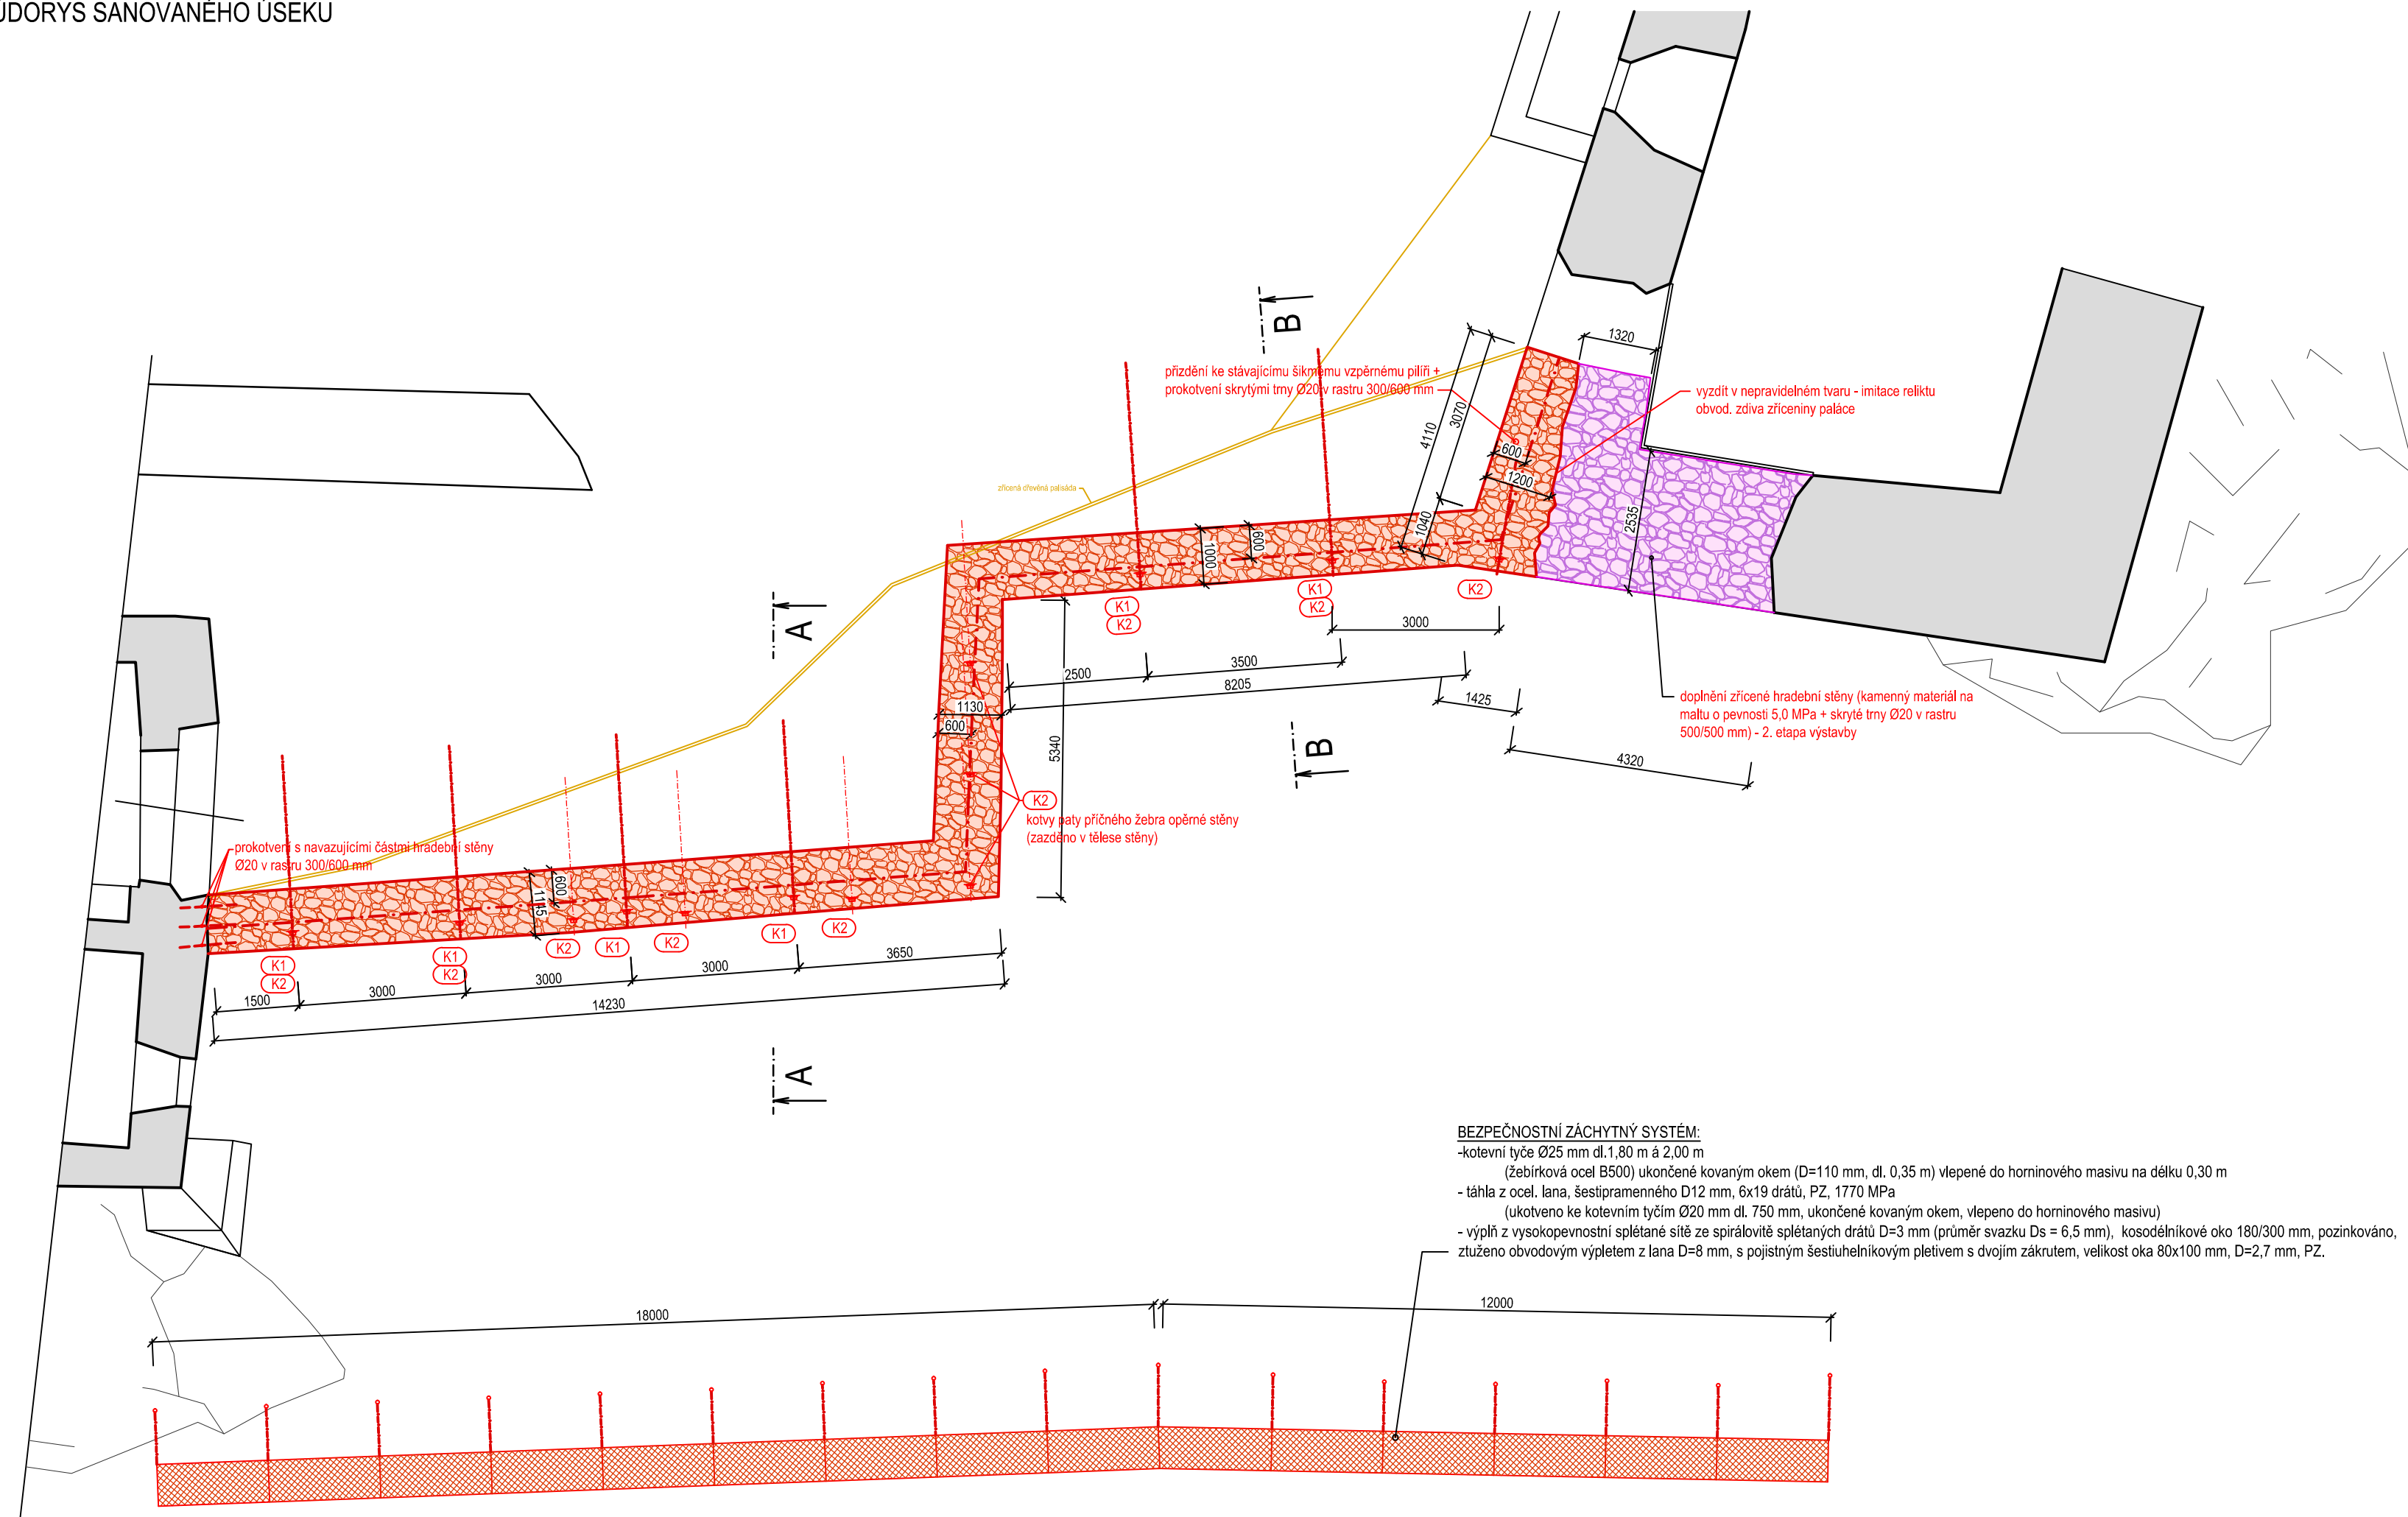 ŮDORYS SANOVANÉHO ÚSEKU
B
1320
přizdění ke stávajícímu šikmému vzpěrnému pilíři +
prokotvení skrytými trny Ø20 v rastru 300/600 mm
vyzdít v nepravidelném tvaru - imitace reliktu
obvod. zdiva zříceniny paláce
4110
3070
600
1200
1040
2535
zřícená dřevěná palisáda
1000
600
A
K1
K2
K1
K2
K2
3000
2500
3500
8205
1425
1130
600
5340
B
4320
doplnění zřícené hradební stěny (kamenný materiál na
maltu o pevnosti 5,0 MPa + skryté trny Ø20 v rastru
500/500 mm) - 2. etapa výstavby
K2
kotvy paty příčného žebra opěrné stěny
(zazděno v tělese stěny)
prokotvení s navazujícími částmi hradební stěny
Ø20 v rastru 300/600 mm
600
1145
K1
K2
K1
K2
K2
K1
K2
K1
K2
1500
3000
3000
3000
3650
14230
A
BEZPEČNOSTNÍ ZÁCHYTNÝ SYSTÉM:
-kotevní tyče Ø25 mm dl.1,80 m á 2,00 m
(žebírková ocel B500) ukončené kovaným okem (D=110 mm, dl. 0,35 m) vlepené do horninového masivu na délku 0,30 m
- táhla z ocel. lana, šestipramenného D12 mm, 6x19 drátů, PZ, 1770 MPa
(ukotveno ke kotevním tyčím Ø20 mm dl. 750 mm, ukončené kovaným okem, vlepeno do horninového masivu)
- výplň z vysokopevnostní splétané sítě ze spirálovitě splétaných drátů D=3 mm (průměr svazku Ds = 6,5 mm), kosodélníkové oko 180/300 mm, pozinkováno,
ztuženo obvodovým výpletem z lana D=8 mm, s pojistným šestiuhelníkovým pletivem s dvojím zákrutem, velikost oka 80x100 mm, D=2,7 mm, PZ.
18000
12000